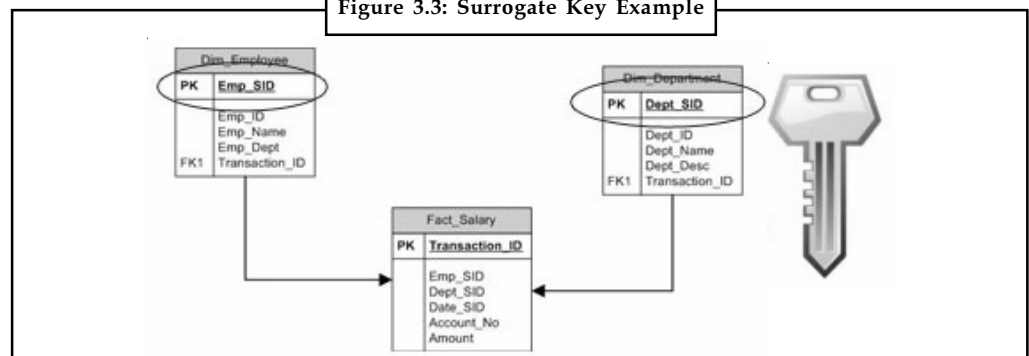 Figure 3.3: Surrogate Key Example
Dim_Employee
PK Emp_SID
Emp_ID
Emp_Name
Emp_Dept
FK1 Transaction_ID
Dim_Department
PK Dept_SID
Dept_ID
Dept_Name
Dept_Desc
FK1 Transaction_ID
Fact_Salary
PK Transaction_ID
Emp_SID
Dept_SID
Date_SID
Account_No
Amount